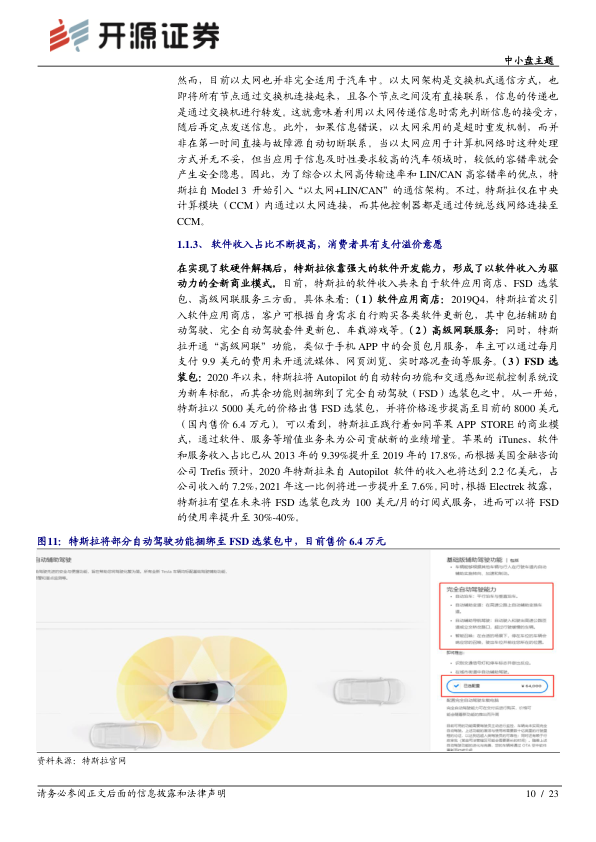 开源证券
中小盘主题
然而，目前以太网也并非完全适用于汽车中。以太网架构是交换机式通信方式，也
即将所有节点通过交换机连接起来，且各个节点之间没有直接联系，信息的传递也
是通过交换机进行转发。这就意味着利用以太网传递信息时需先判断信息的接受方，
随后再定点发送信息。此外，如果信息错误，以太网采用的是超时重发机制，而并
非在第一时间直接与故障源自动切断联系。当以太网应用于计算机网络时这种处理
方式并无不妥，但当应用于信息及时性要求较高的汽车领域时，较低的容错率就会
产生安全隐患。因此，为了综合以太网高传输速率和 LIN/CAN 高容错率的优点，特
斯拉自 Model 3 开始引入“以太网+LIN/CAN”的通信架构。不过，特斯拉仅在中央
计算模块（CCM）内通过以太网连接，而其他控制器都是通过传统总线网络连接至
CCM。
1.1.3、 软件收入占比不断提高，消费者具有支付溢价意愿
在实现了软硬件解耦后，特斯拉依靠强大的软件开发能力，形成了以软件收入为驱
动力的全新商业模式。目前，特斯拉的软件收入共来自于软件应用商店、FSD 选装
包、高级网联服务三方面。具体来看：（1）软件应用商店：2019Q4，特斯拉首次引
入软件应用商店，客户可根据自身需求自行购买各类软件更新包，其中包括辅助自
动驾驶、完全自动驾驶套件更新包、车载游戏等。（2）高级网联服务：同时，特斯
拉开通“高级网联”功能，类似于手机 APP 中的会员包月服务，车主可以通过每月
支付 9.9 美元的费用来开通流媒体、网页浏览、实时路况查询等服务。（3）FSD 选
装包：2020 年以来，特斯拉将 Autopilot 的自动转向功能和交通感知巡航控制系统设
为新车标配，而其余功能则捆绑到了完全自动驾驶（FSD）选装包之中。从一开始，
特斯拉以 5000 美元的价格出售 FSD 选装包，并将价格逐步提高至目前的 8000 美元
（国内售价 6.4 万元）。可以看到，特斯拉正践行着如同苹果 APP STORE 的商业模
式，通过软件、服务等增值业务来为公司贡献新的业绩增量。苹果的 iTunes、软件
和服务收入占比已从 2013 年的 9.39%提升至 2019 年的 17.8%。而根据美国金融咨询
公司 Trefis 预计，2020 年特斯拉来自 Autopilot 软件的收入也将达到 2.2 亿美元，占
公司收入的 7.2%，2021 年这一比例将进一步提升至 7.6%。同时，根据 Electrek 披露，
特斯拉有望在未来将 FSD 选装包改为 100 美元/月的订阅式服务，进而可以将 FSD
的使用率提升至 30%-40%。
图11： 特斯拉将部分自动驾驶功能捆绑至 FSD 选装包中，目前售价 6.4 万元
自动辅助驾驶
基础版辅助驾驶功能
完全自动驾驶能力
已选配置 ¥ 64,000
资料来源：特斯拉官网
请务必参阅正文后面的信息披露和法律声明
10 / 23